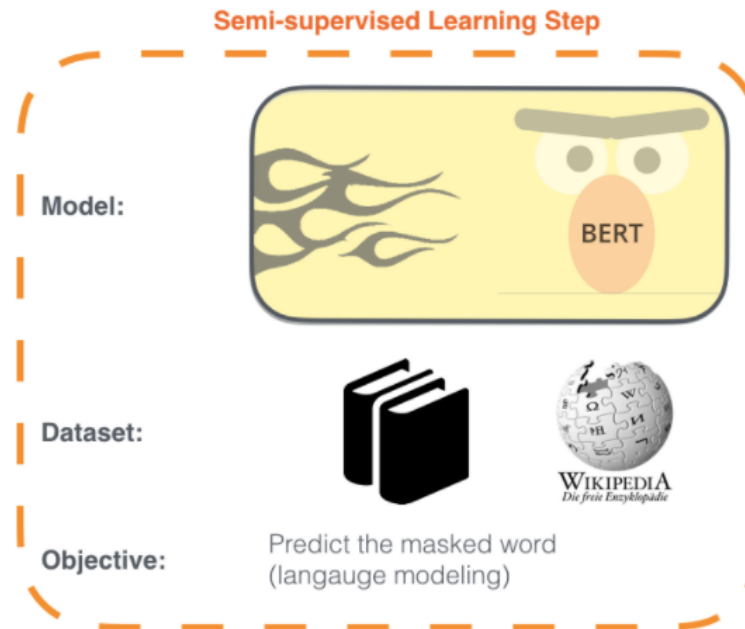 Semi-supervised Learning Step
Model:
BERT
Dataset:
WIKIPEDIA
Die freie Enzyklopädie
Objective:
Predict the masked word
(langauge modeling)